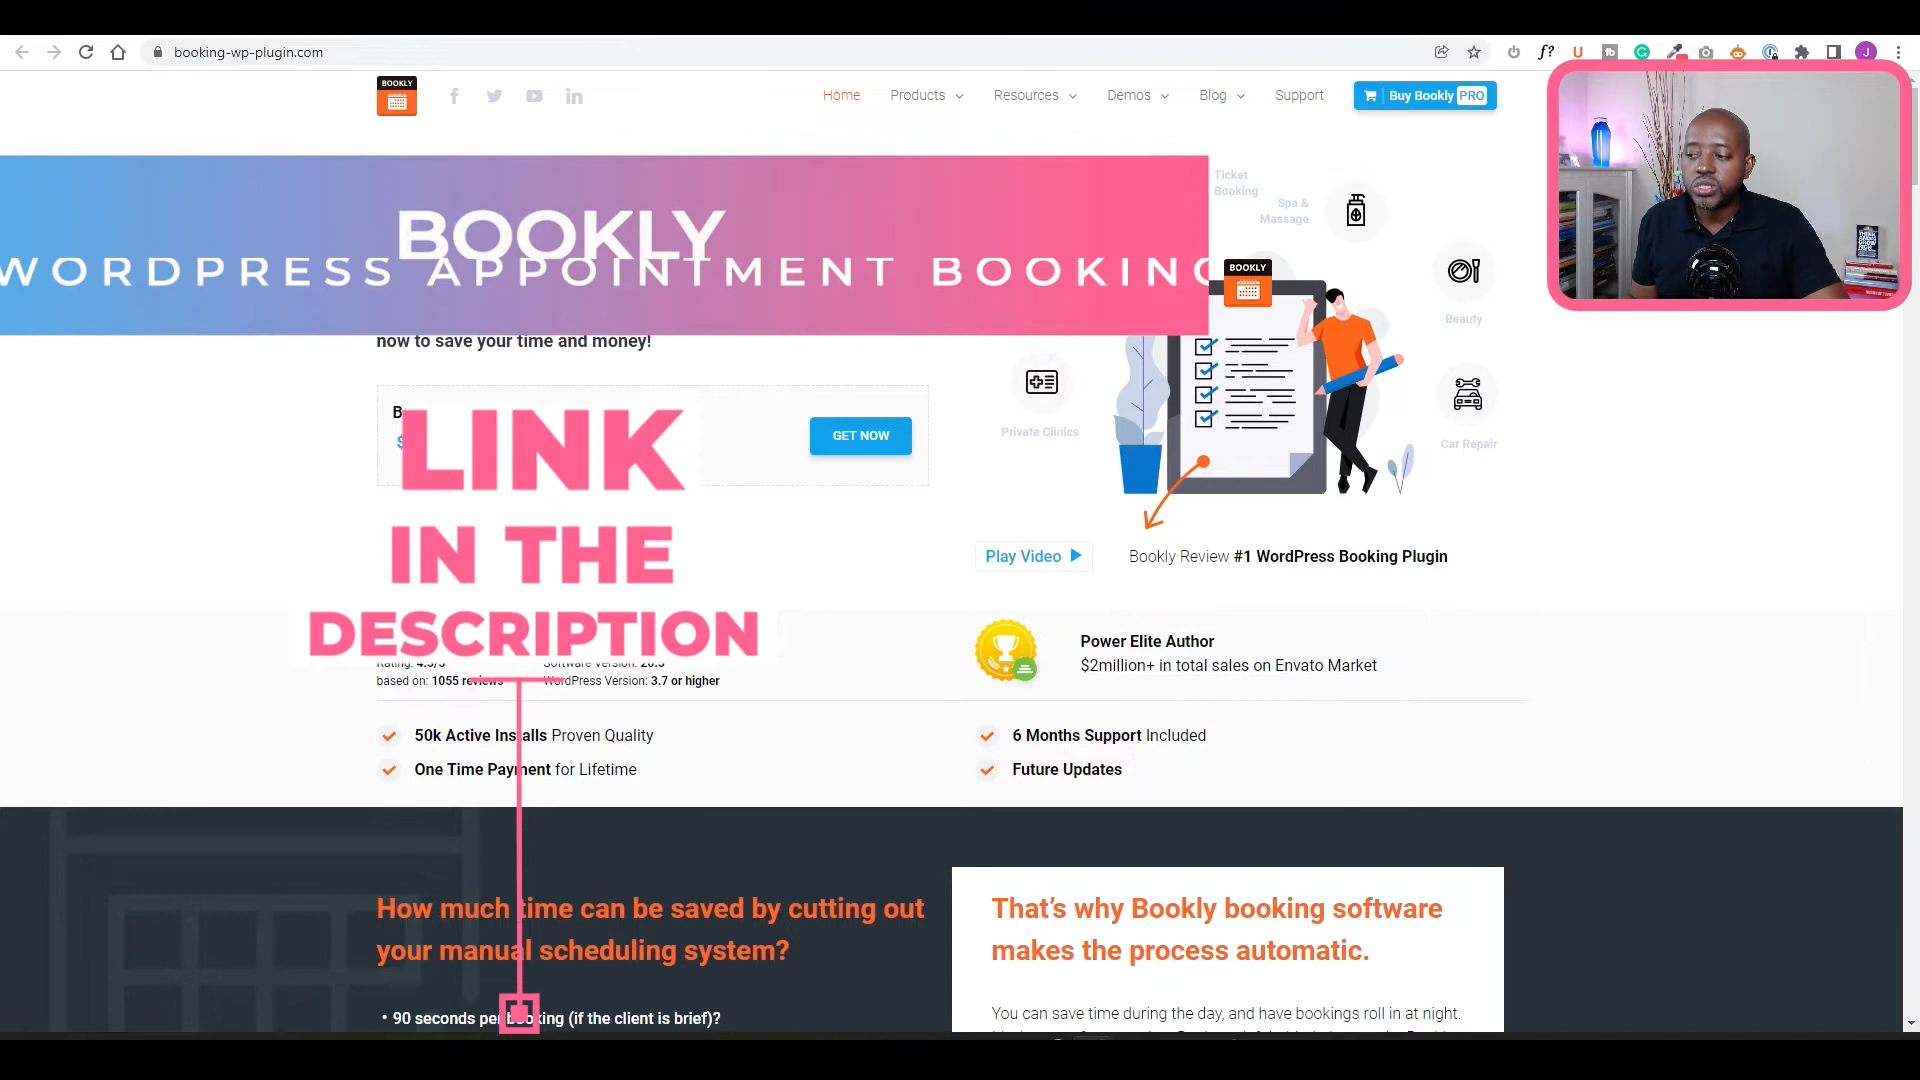 booking-wp-plugin.com
f?
U
tb
J
BOOKLY
Home
Products
Resources
Demos
Blog
Support
Buy Bookly PRO
BOOKLY
WORDPRESS APPOINTMENT BOOKING
Ticket
Booking
Spa &
Massage
BOOKLY
Beauty
now to save your time and money!
B
$
GET NOW
Private Clinics
Car Repair
LINK
IN THE
DESCRIPTION
Play Video
Bookly Review #1 WordPress Booking Plugin
Power Elite Author
$2million+ in total sales on Envato Market
based on: 1055 reviews
WordPress Version: 3.7 or higher
50k Active Installs Proven Quality
6 Months Support Included
One Time Payment for Lifetime
Future Updates
How much time can be saved by cutting out
your manual scheduling system?
• 90 seconds per booking (if the client is brief)?
That’s why Bookly booking software
makes the process automatic.
You can save time during the day, and have bookings roll in at night.